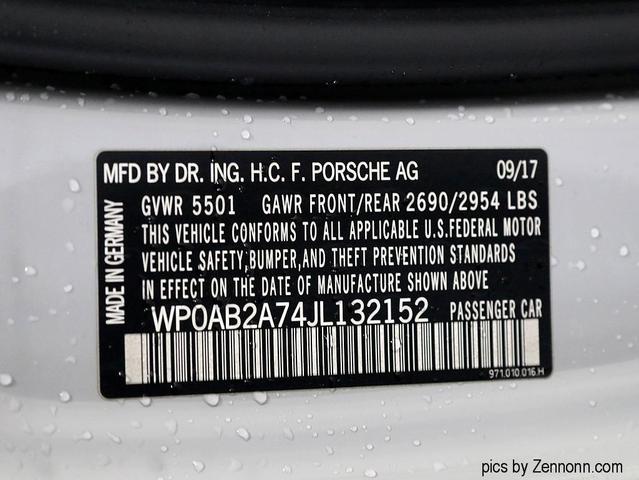 MFD BY DR. ING. H.C. F. PORSCHE AG 09/17
GVWR 5501 GAWR FRONT/REAR 2690/2954 LBS
THIS VEHICLE CONFORMS TO ALL APPLICABLE U.S.FEDERAL MOTOR
VEHICLE SAFETY,BUMPER,AND THEFT PREVENTION STANDARDS
IN EFFECT ON THE DATE OF MANUFACTURE SHOWN ABOVE
WP0AB2A74JL132152 PASSENGER CAR
MADE IN GERMANY
971.010.016.H
pics by Zennonn.com